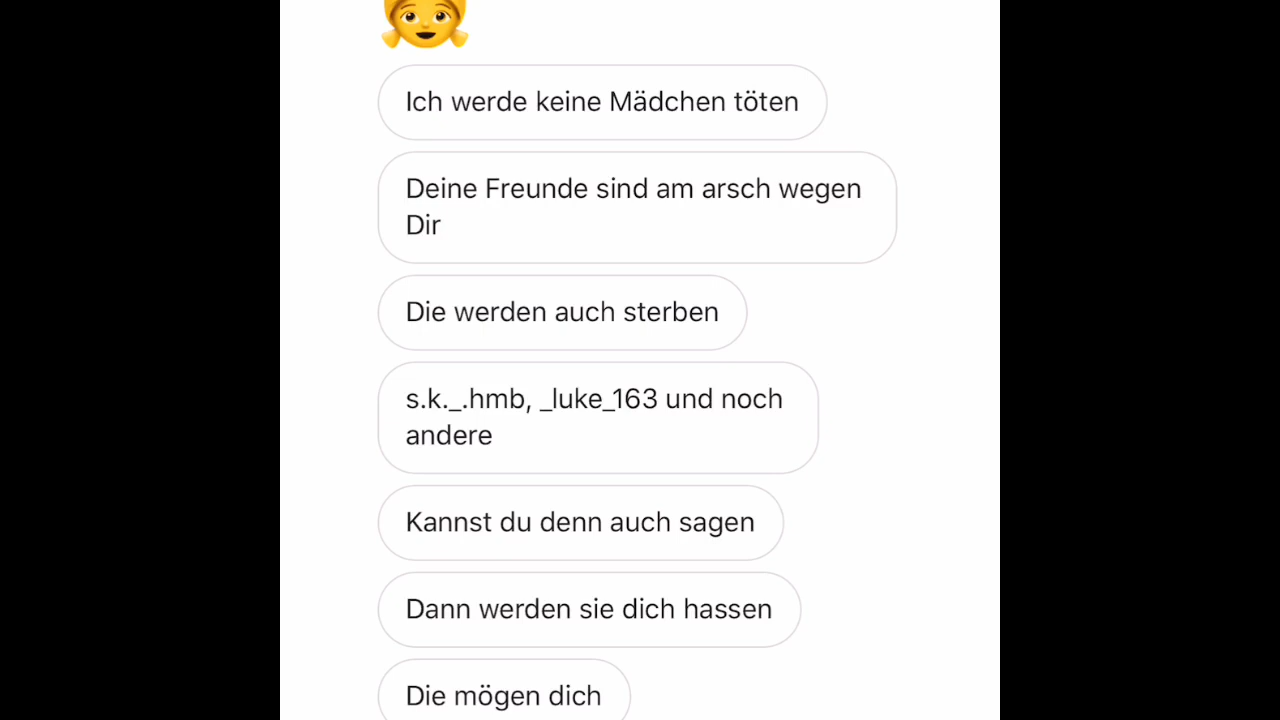 Ich werde keine Mädchen töten
Deine Freunde sind am arsch wegen
Dir
Die werden auch sterben
s.k._.hmb, _luke_163 und noch
andere
Kannst du denn auch sagen
Dann werden sie dich hassen
Die mögen dich